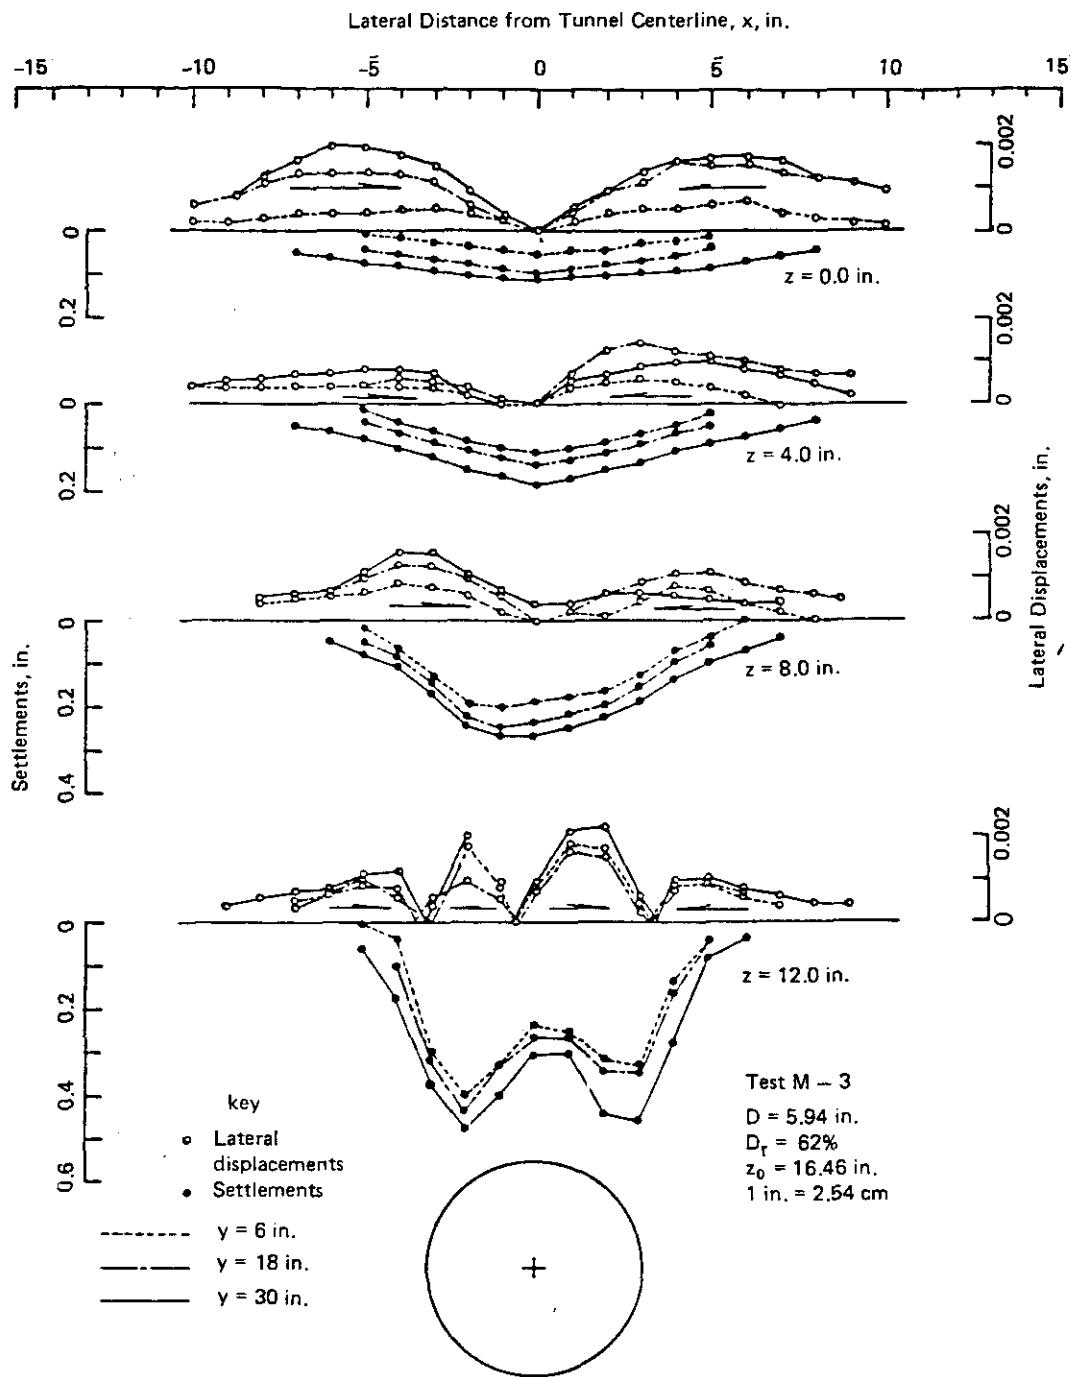 Lateral Distance from Tunnel Centerline, x, in.
-15 -10 -5 0 5 10 15
0.002
0
0
0.2
z = 0.0 in.
0.002
0
0
0.2
z = 4.0 in.
Lateral Displacements, in.
0.002
0
0
0.2
0.4
z = 8.0 in.
Settlements, in.
0.002
0
0
0.2
0.4
0.6
z = 12.0 in.
key
Lateral
displacements
Settlements
y = 6 in.
y = 18 in.
y = 30 in.
Test M – 3
D = 5.94 in.
Dr = 62%
z0 = 16.46 in.
1 in. = 2.54 cm